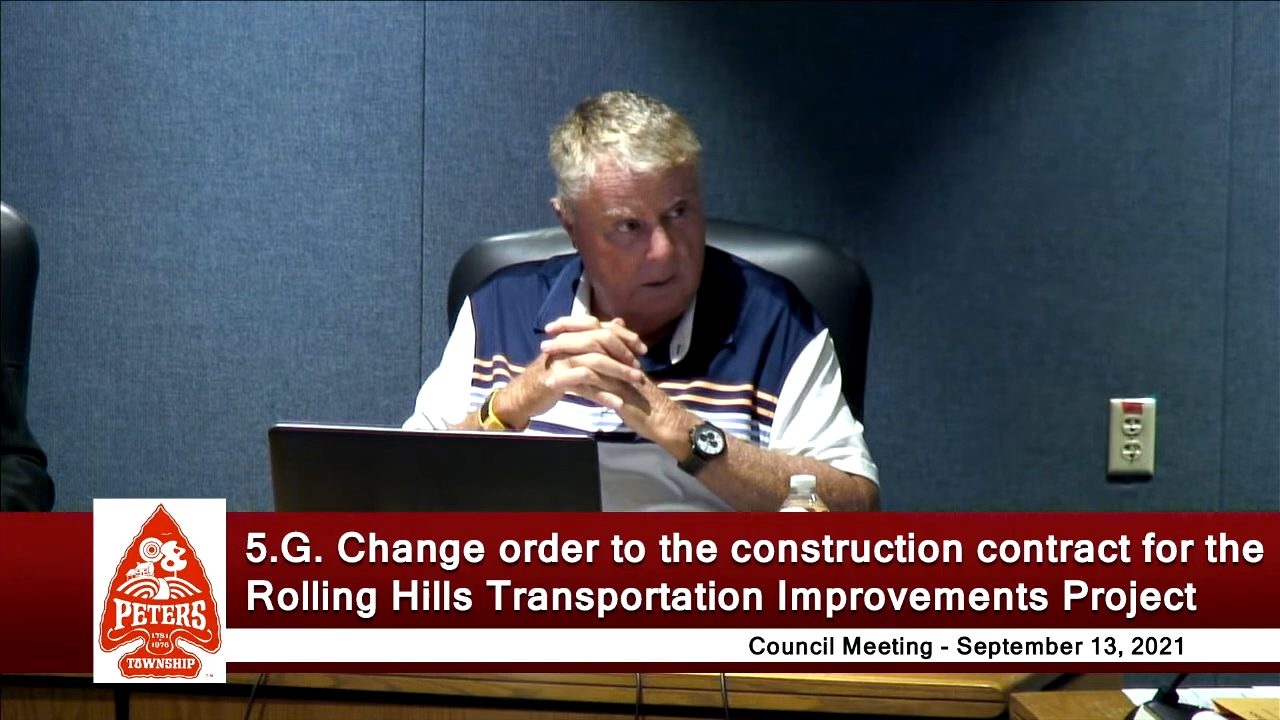 5.G. Change order to the construction contract for the
Rolling Hills Transportation Improvements Project
Council Meeting - September 13, 2021
PETERS
1781
1976
TOWNSHIP